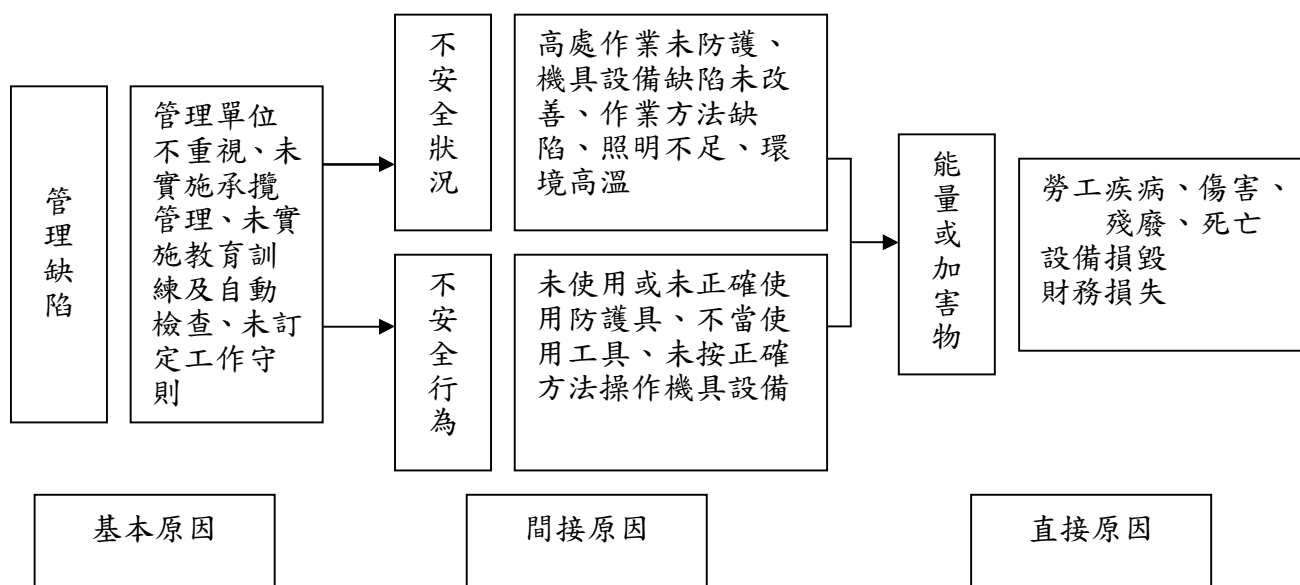 管理缺陷
管理單位
不重視、未
實施承攬
管理、未實
施教育訓
練及自動
檢查、未訂
定工作守
則
不安全狀況
高處作業未防護、
機具設備缺陷未改
善、作業方法缺
陷、照明不足、環
境高溫
不安全行為
未使用或未正確使
用防護具、不當使
用工具、未按正確
方法操作機具設備
能量或加害物
勞工疾病、傷害、
殘廢、死亡
設備損毀
財務損失
基本原因
間接原因
直接原因